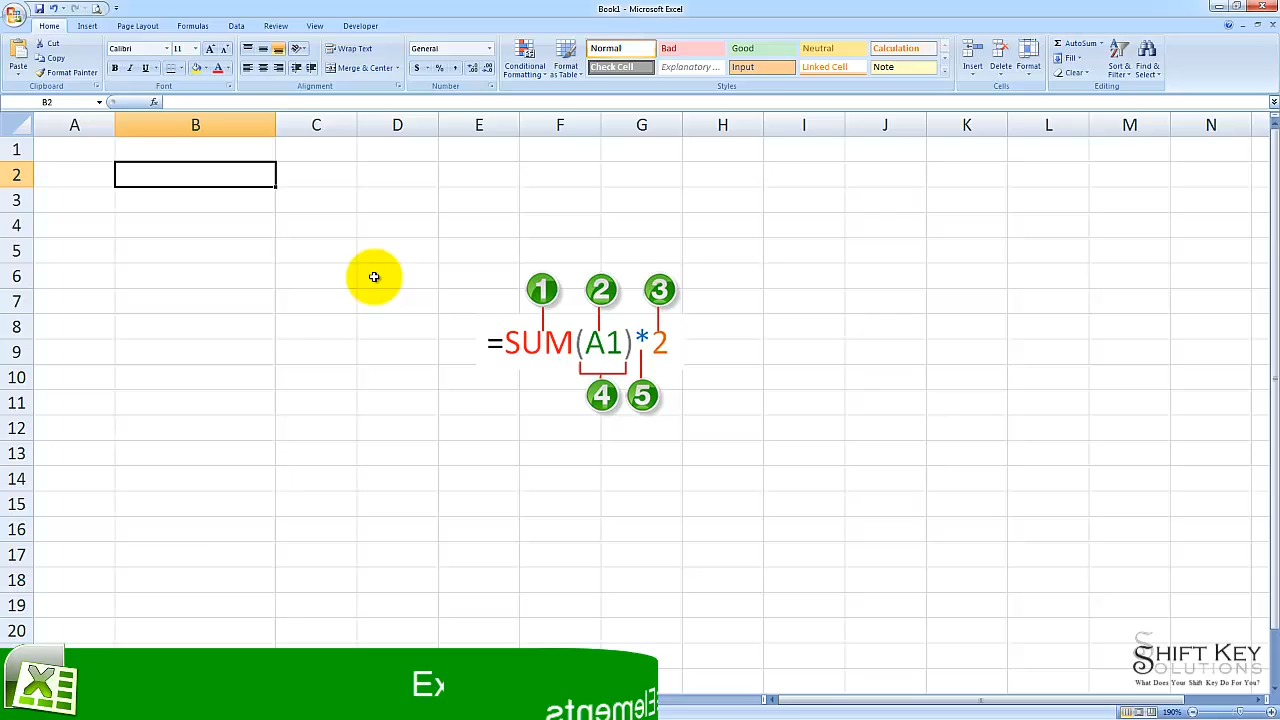 Book1 - Microsoft Excel
Home Insert Page Layout Formulas Data Review View Developer
Paste Cut Copy Format Painter
Calibri 11 A A Wrap Text General
B I U A Merge & Center $ % ,
Conditional Formatting Format as Table
Normal Bad Good Neutral Calculation
Check Cell Explanatory ... Input Linked Cell Note
Insert Delete Format
Σ AutoSum Fill Clear Sort & Filter Find & Select
Clipboard Font Alignment Number Styles Cells Editing
B2 fx
A B C D E F G H I J K L M N
1
2
3
4
5
6
7
8
9
10
11
12
13
14
15
16
17
18
19
20
1 2 3
=SUM(A1)*2
4 5
Ex
Elements
SHIFT KEY
SOLUTIONS
What Does Your Shift Key Do For You?
190%